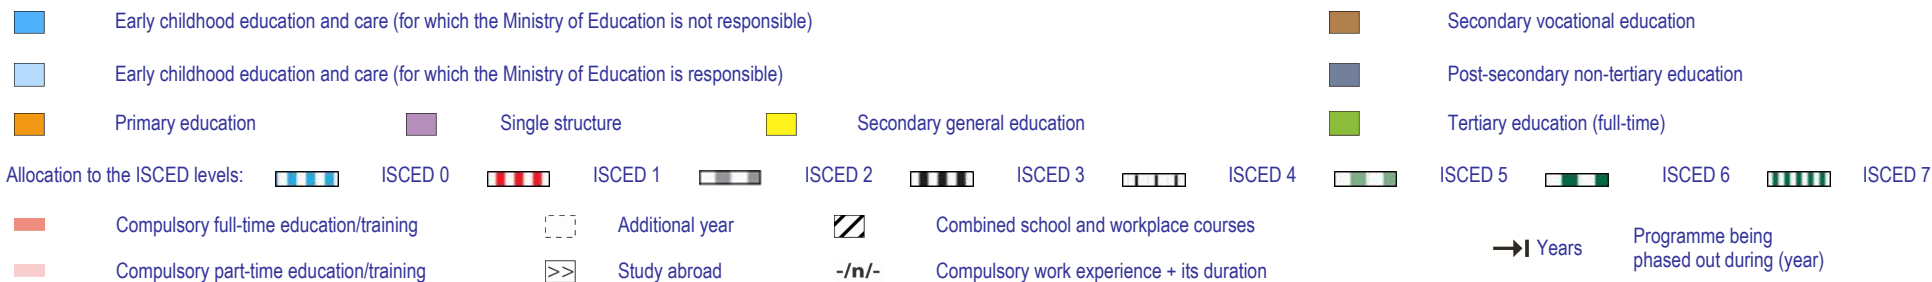 Early childhood education and care (for which the Ministry of Education is not responsible) Secondary vocational education
Early childhood education and care (for which the Ministry of Education is responsible) Post-secondary non-tertiary education
Primary education Single structure Secondary general education Tertiary education (full-time)
Allocation to the ISCED levels: ISCED 0 ISCED 1 ISCED 2 ISCED 3 ISCED 4 ISCED 5 ISCED 6 ISCED 7
Compulsory full-time education/training Additional year Combined school and workplace courses
Years Programme being
phased out during (year)
Compulsory part-time education/training >> Study abroad -/n/- Compulsory work experience + its duration